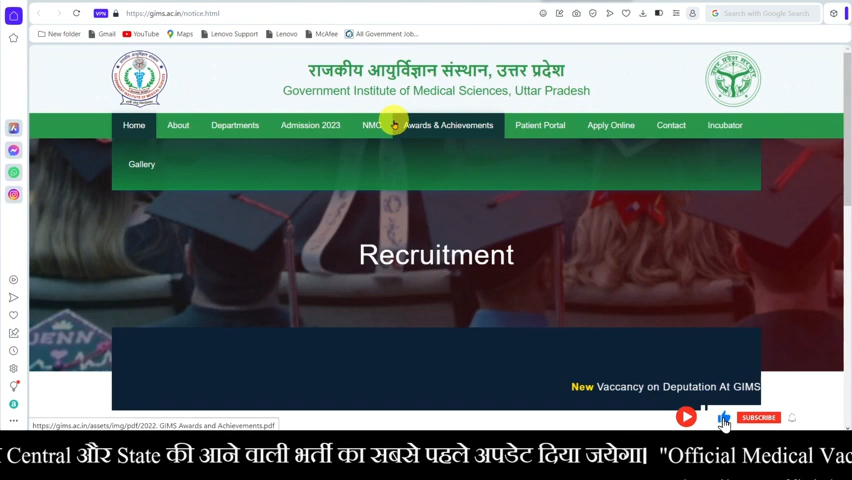 VPN https://gims.ac.in/notice.html
Search with Google
New folder Gmail YouTube Maps Lenovo Support Lenovo McAfee All Government Job...
राजकीय आयुर्विज्ञान संस्थान, उत्तर प्रदेश
Government Institute of Medical Sciences, Uttar Pradesh
Home About Departments Admission 2023 NMC Awards & Achievements Patient Portal Apply Online Contact Incubator
Gallery
Recruitment
JENN
New Vaccancy on Deputation At GIMS
SUBSCRIBE
https://gims.ac.in/assets/img/pdf/2022. GIMS Awards and Achievements.pdf
Central और State की आने वाली भर्ती का सबसे पहले अपडेट दिया जयेगा। "Official Medical Vac